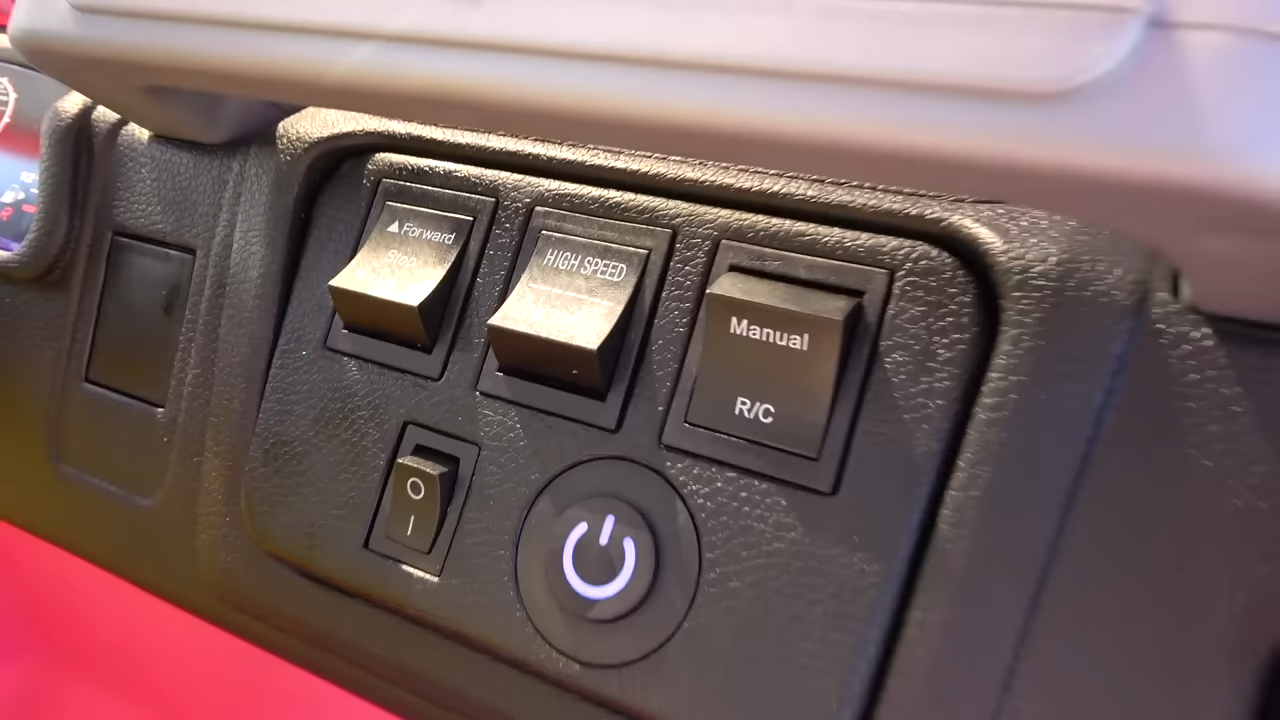 ▲Forward
Stop
HIGH SPEED
Manual
R/C
O
I
R